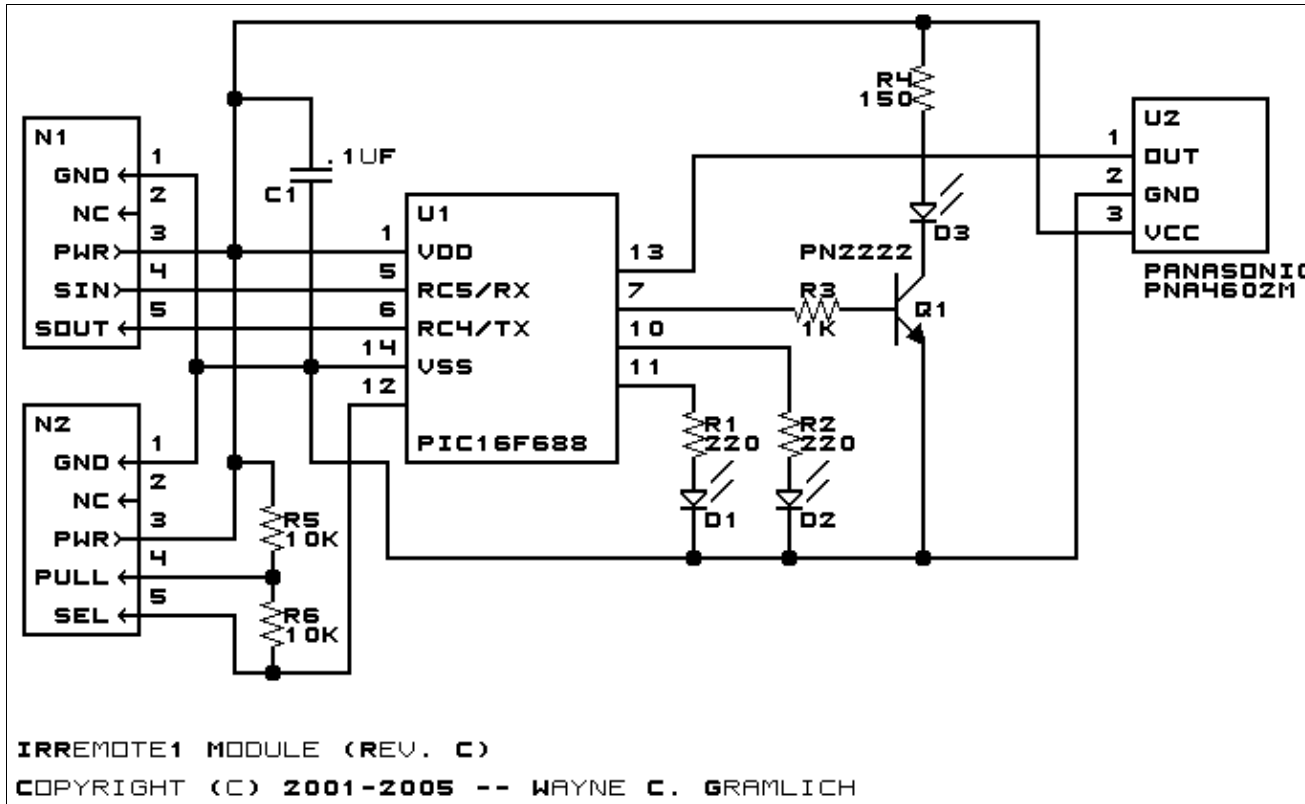 R4
150
N1
1
GND
2
NC
3
PWR
4
SIN
5
SOUT
.1UF
C1
U1
1
VDD
5
RC5/RX
6
RC4/TX
14
VSS
12
PIC16F688
13
7
10
11
PN2222
R3
1K
Q1
D3
U2
1
OUT
2
GND
3
VCC
PANASONIC
PNA4602M
R1
220
R2
220
D1
D2
N2
1
GND
2
NC
3
PWR
4
PULL
5
SEL
R5
10K
R6
10K
IRREMOTE1 MODULE (REV. C)
COPYRIGHT (C) 2001-2005 -- WAYNE C. GRAMLICH